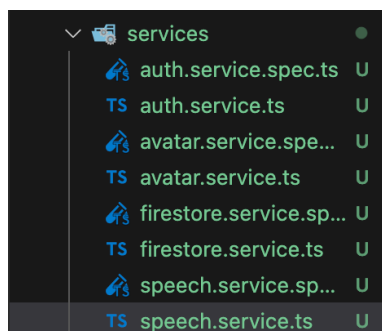 services
auth.service.spec.ts U
TS auth.service.ts U
avatar.service.spe... U
TS avatar.service.ts U
firestore.service.sp... U
TS firestore.service.ts U
speech.service.sp... U
TS speech.service.ts U